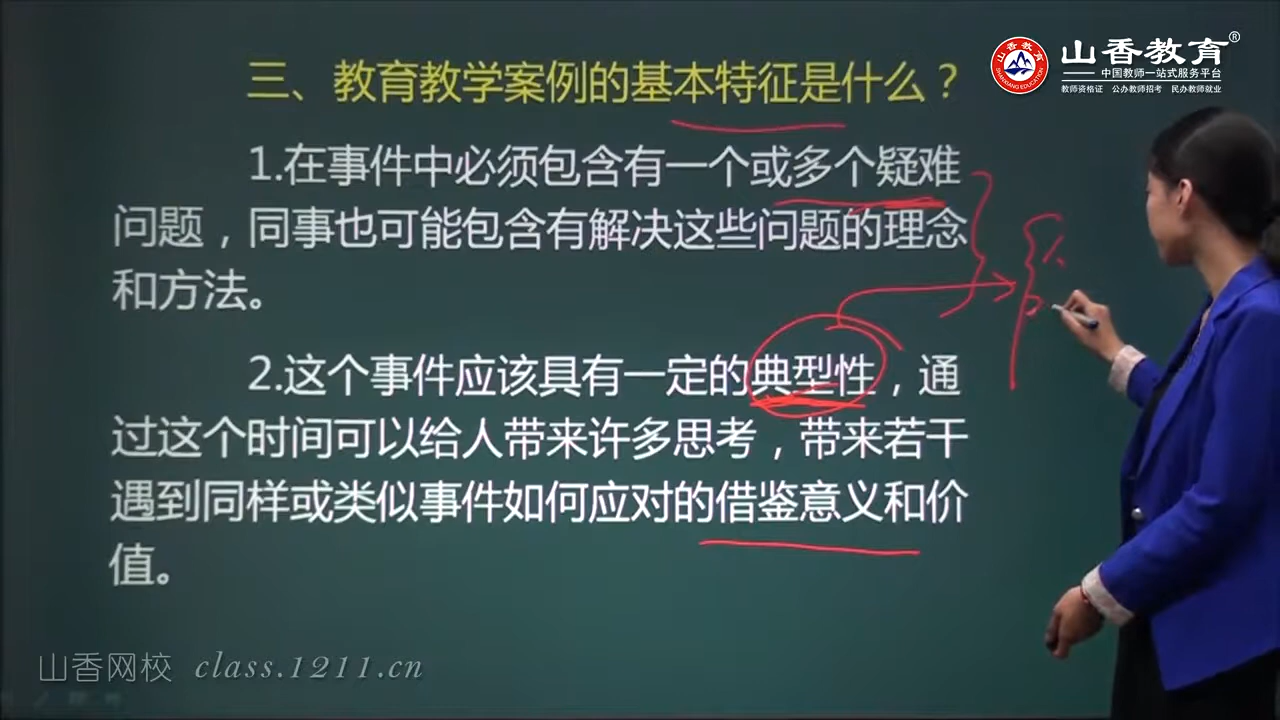 山香教育®
中国教师一站式服务平台
教师资格证 公办教师招考 民办教师就业
山香教育
SHANXIANG EDUCATION
三、教育教学案例的基本特征是什么？
1.在事件中必须包含有一个或多个疑难
问题，同事也可能包含有解决这些问题的理念
和方法。
2.这个事件应该具有一定的典型性，通
过这个时间可以给人带来许多思考，带来若干
遇到同样或类似事件如何应对的借鉴意义和价
值。
山香网校 class.1211.cn